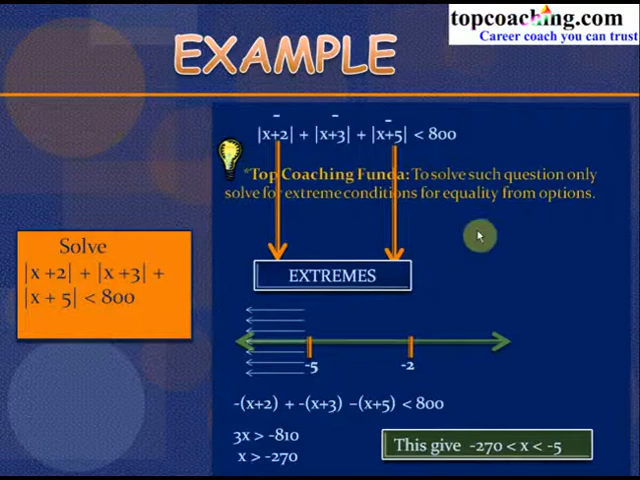 topcoaching.com
Career coach you can trust
EXAMPLE
- - -
|x+2| + |x+3| + |x+5| < 800
*Top Coaching Funda: To solve such question only
solve for extreme conditions for equality from options.
Solve
|x +2| + |x +3| +
|x + 5| < 800
EXTREMES
-5 -2
-(x+2) + -(x+3) –(x+5) < 800
3x > -810
x > -270
This give -270 < x < -5